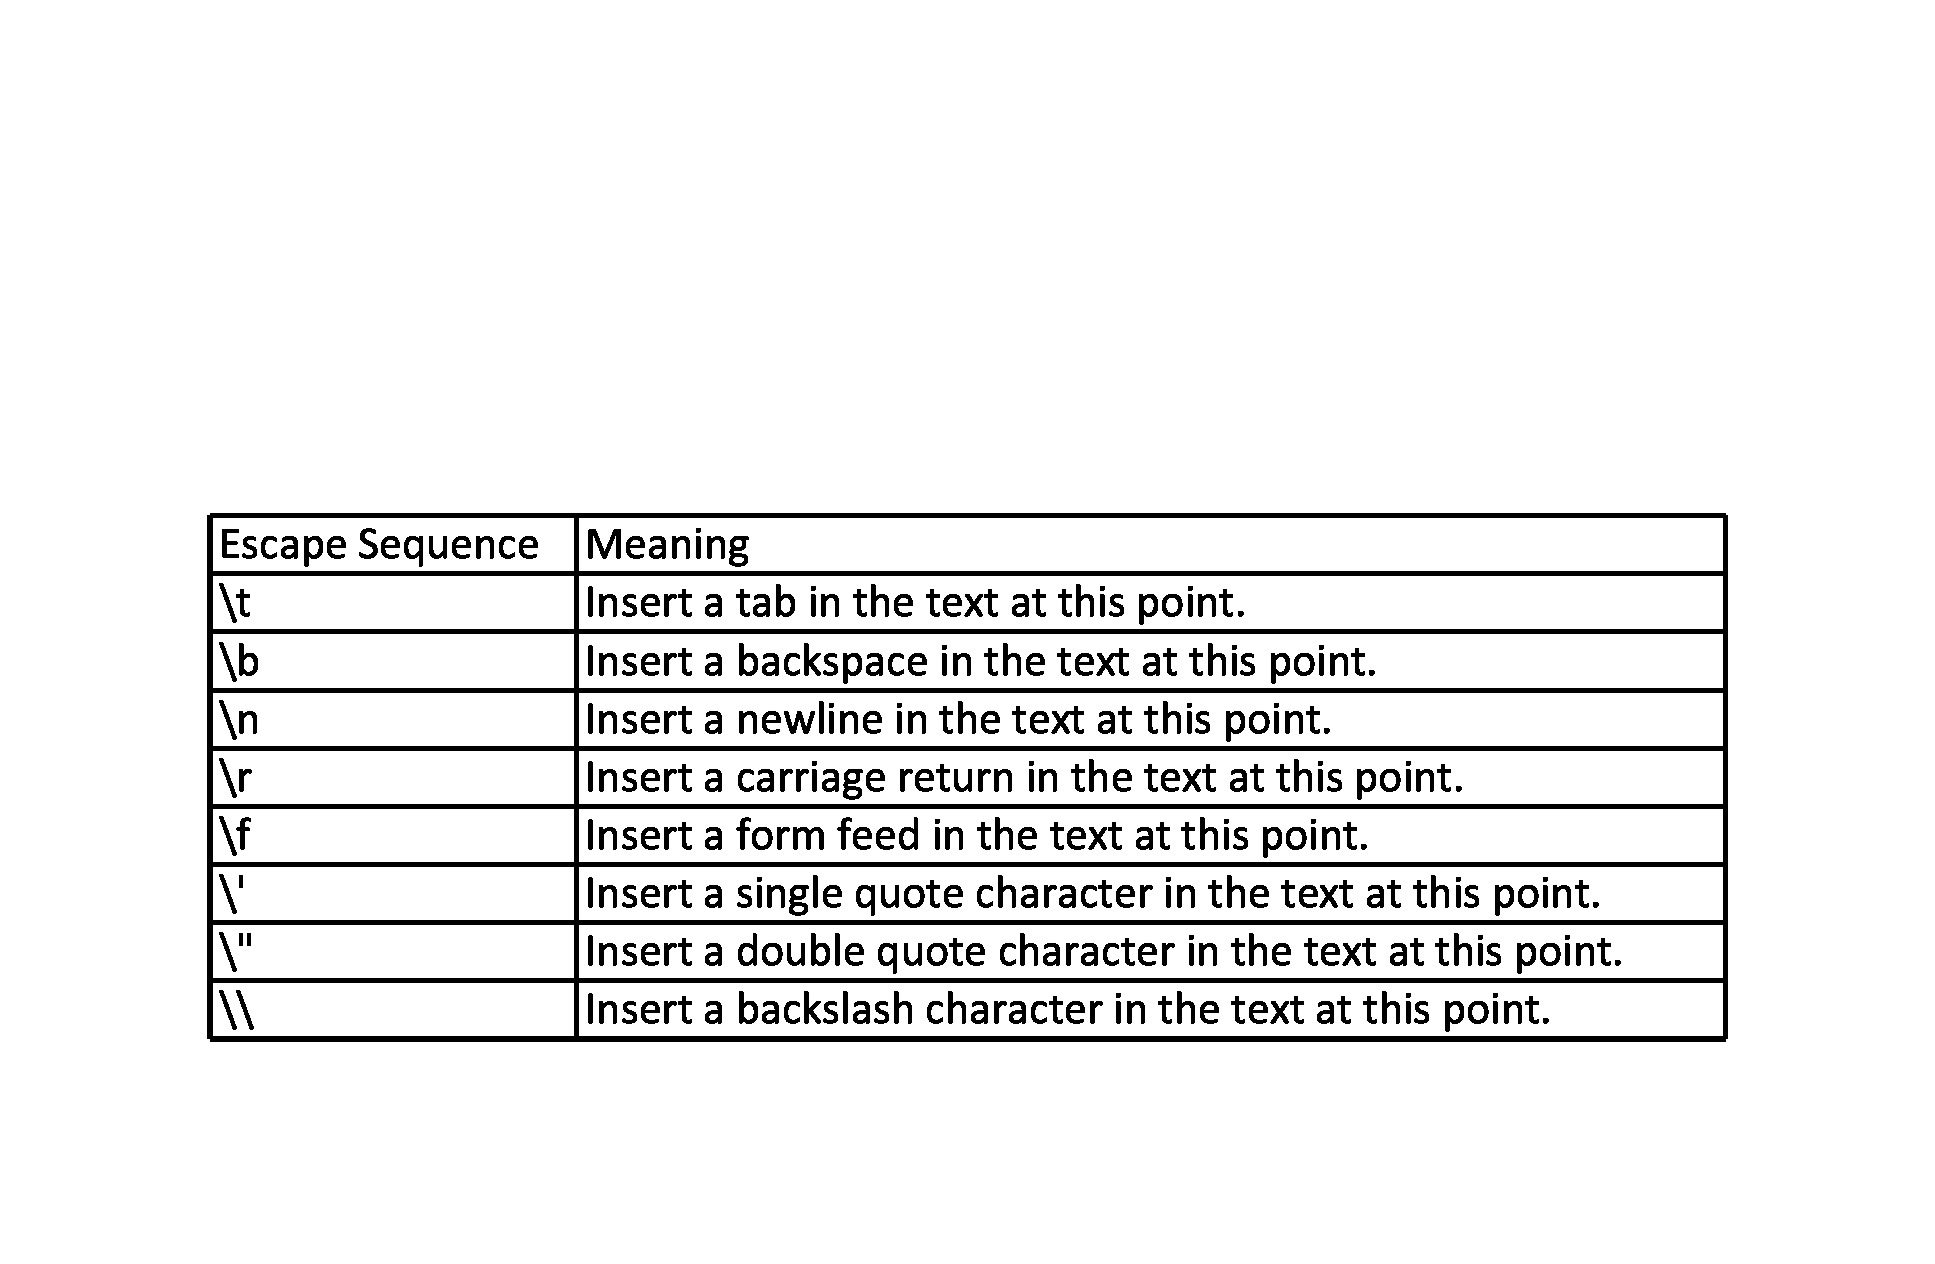 Escape Sequence Meaning
\t Insert a tab in the text at this point.
\b Insert a backspace in the text at this point.
\n Insert a newline in the text at this point.
\r Insert a carriage return in the text at this point.
\f Insert a form feed in the text at this point.
\' Insert a single quote character in the text at this point.
\" Insert a double quote character in the text at this point.
\\ Insert a backslash character in the text at this point.